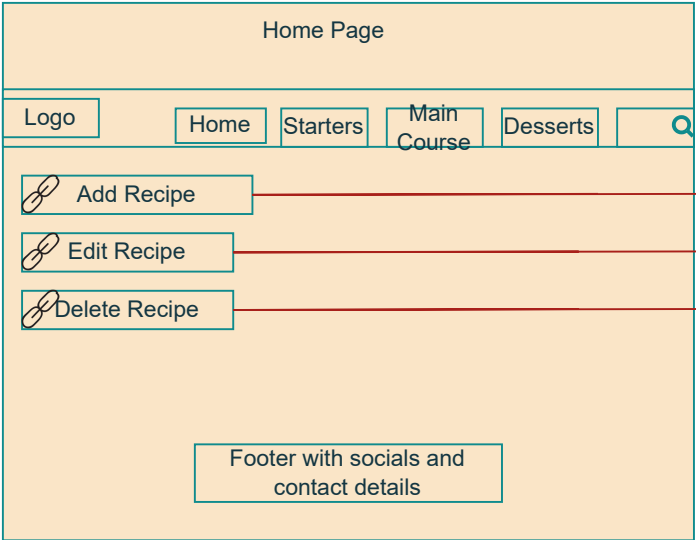 Home Page
Logo
Home
Starters
Main
Course
Desserts
Add Recipe
Edit Recipe
Delete Recipe
Footer with socials and
contact details